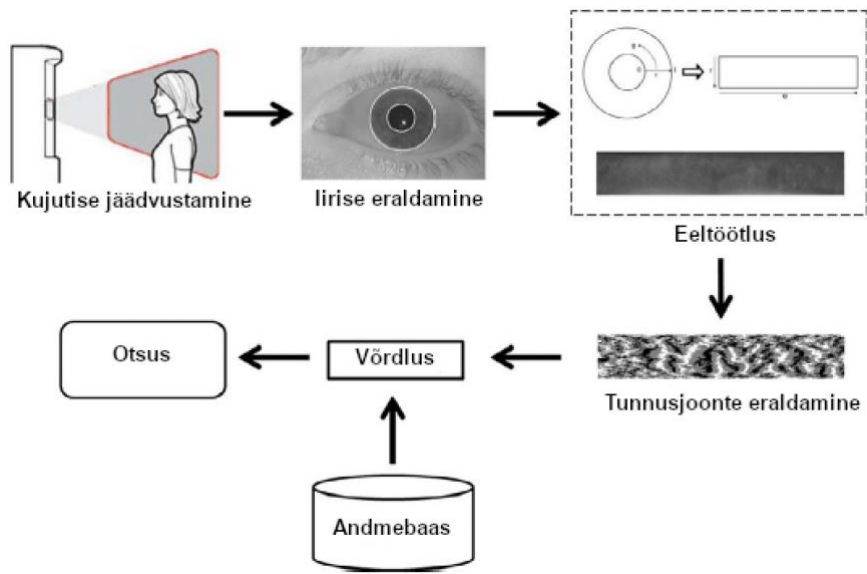 Kujutise jäädvustamine
Iirise eraldamine
Eeltöötlus
Otsus
Võrdlus
Tunnusjoonte eraldamine
Andmebaas